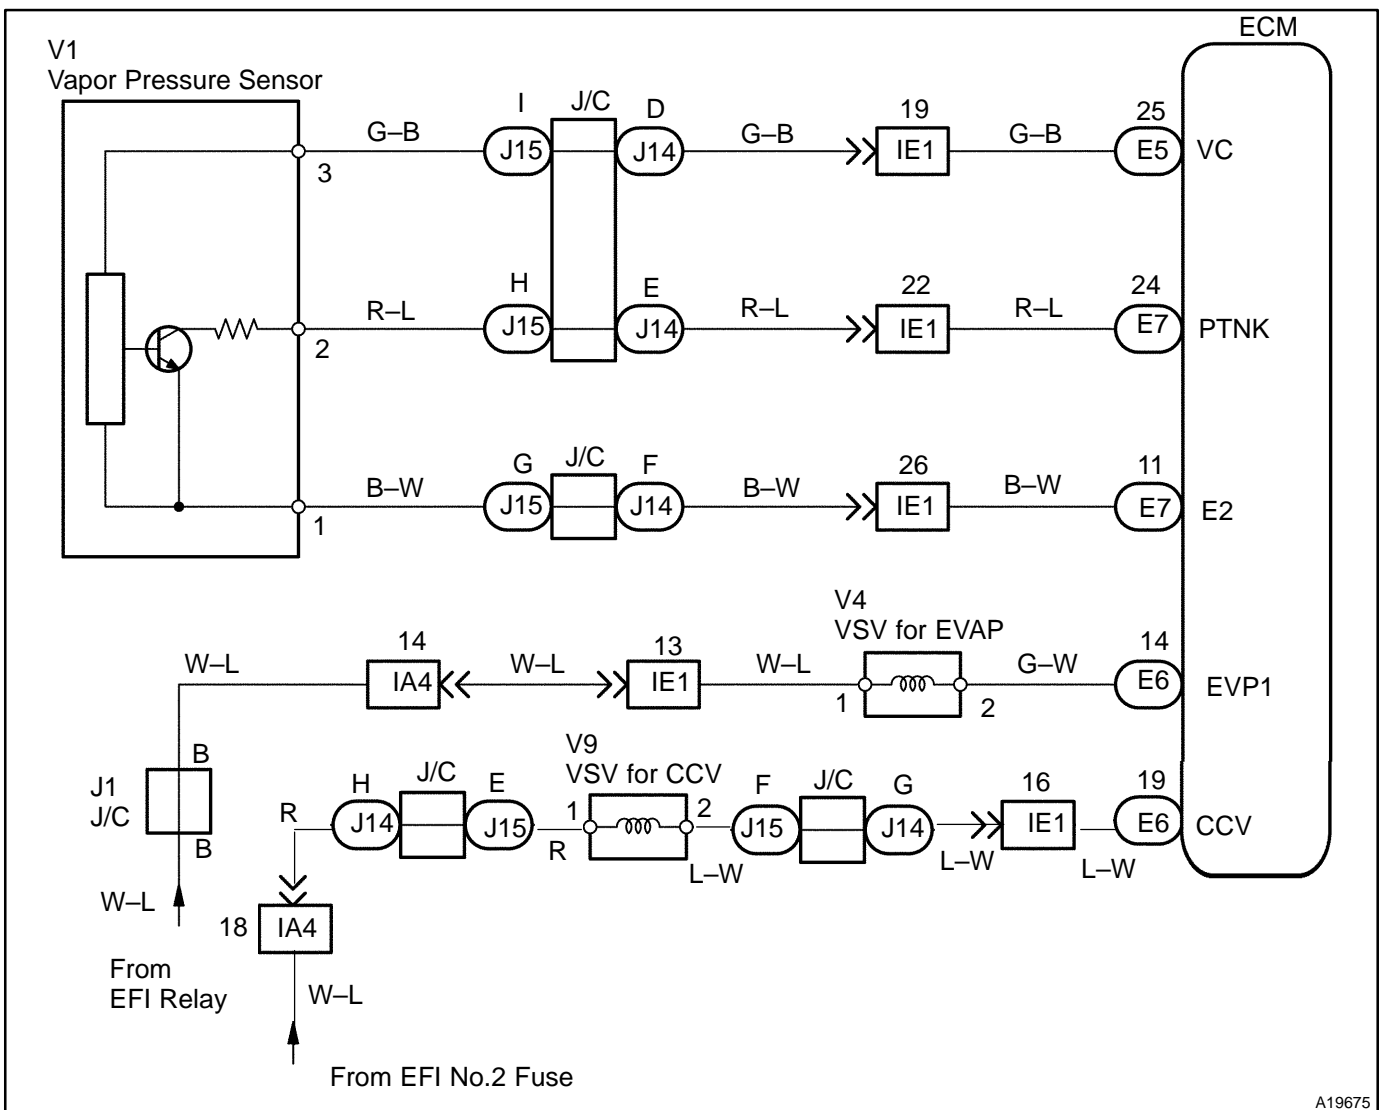 ECM
V1
Vapor Pressure Sensor
I J/C D 19 25
G–B J15 J14 G–B IE1 G–B E5 VC
3
H E 22 24
R–L J15 J14 R–L IE1 R–L E7 PTNK
2
G J/C F 26 11
B–W J15 J14 B–W IE1 B–W E7 E2
1
V4
VSV for EVAP
14 13 14
W–L IA4 W–L IE1 W–L G–W E6 EVP1
1 2
V9
VSV for CCV
B
J1
J/C
B
H J/C E 1 2 F J/C G 16 19
R J14 J15 R L–W J15 J14 L–W IE1 L–W E6 CCV
W–L
18 IA4
From
EFI Relay
W–L
From EFI No.2 Fuse
A19675